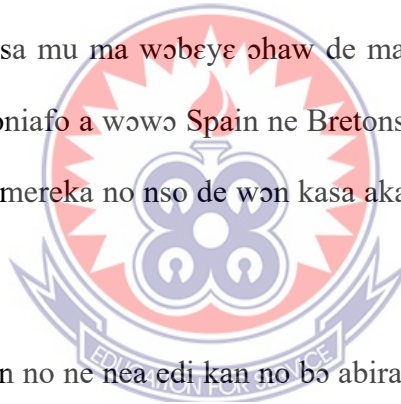 sa mu ma wɔbɛyɛ ɔhaw de ma
oniafo a wɔwɔ Spain ne Bretons
mereka no nso de wɔn kasa aka
n no ne nea edi kan no bɔ abira
EDUCATION FOR SERVICE